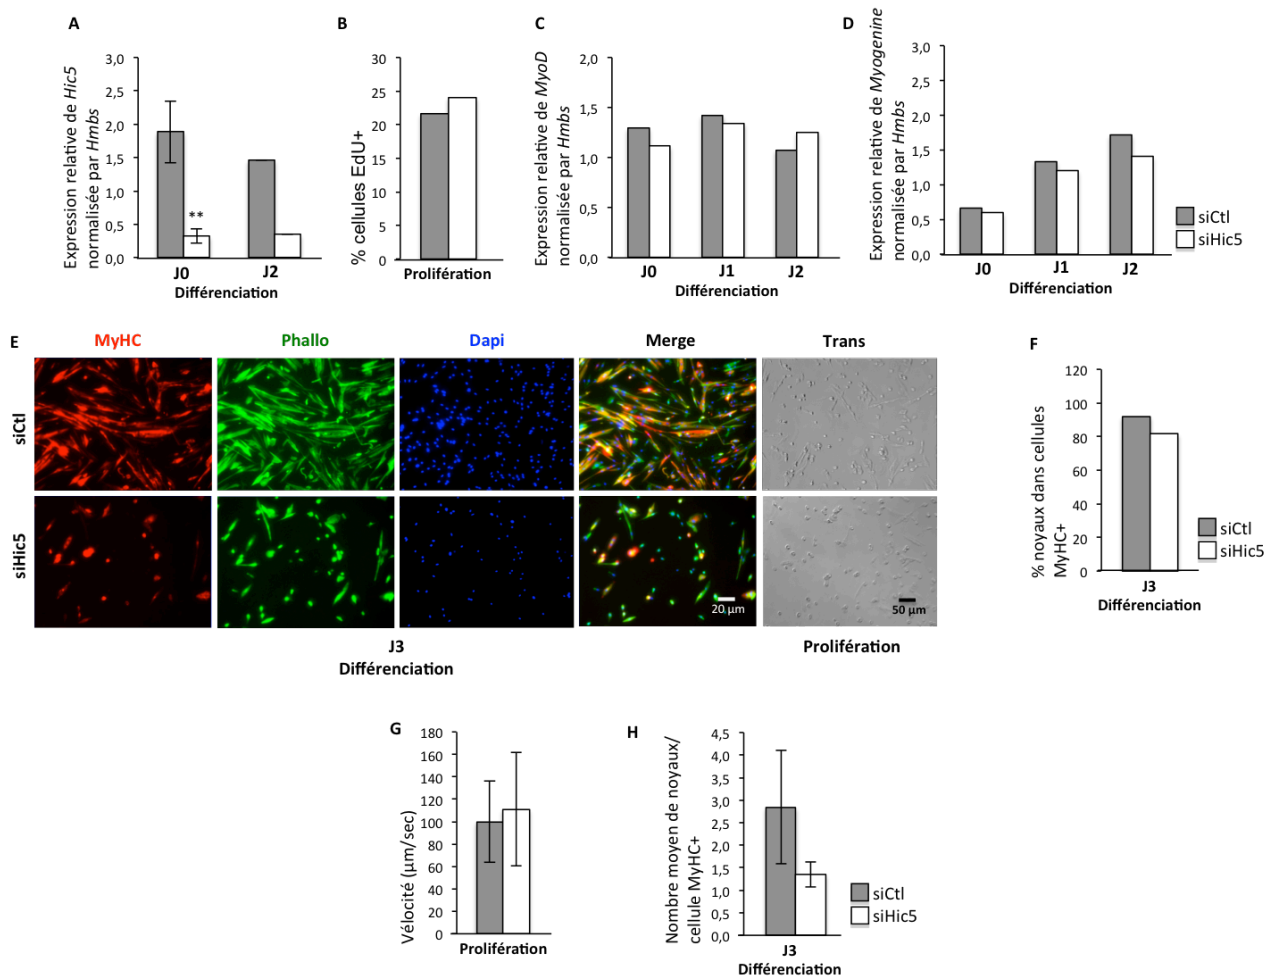 A
Expression relative de Hic5
normalisée par Hmbs
3,0
2,5
2,0
1,5
1,0
0,5
0,0
**
J0
J2
Différenciation
B
% cellules EdU+
30
25
20
15
10
5
0
Prolifération
C
Expression relative de MyoD
normalisée par Hmbs
2,0
1,5
1,0
0,5
0,0
J0
J1
J2
Différenciation
D
Expression relative de Myogenine
normalisée par Hmbs
3,0
2,5
2,0
1,5
1,0
0,5
0,0
J0
J1
J2
Différenciation
siCtl
siHic5
E
MyHC
Phallo
Dapi
Merge
Trans
siCtl
siHic5
20 µm
50 µm
J3
Différenciation
Prolifération
F
% noyaux dans cellules
MyHC+
120
100
80
60
40
20
0
J3
Différenciation
siCtl
siHic5
G
Vélocité (µm/sec)
180
160
140
120
100
80
60
40
20
0
Prolifération
H
Nombre moyen de noyaux/
cellule MyHC+
4,5
4,0
3,5
3,0
2,5
2,0
1,5
1,0
0,5
0,0
J3
Différenciation
siCtl
siHic5